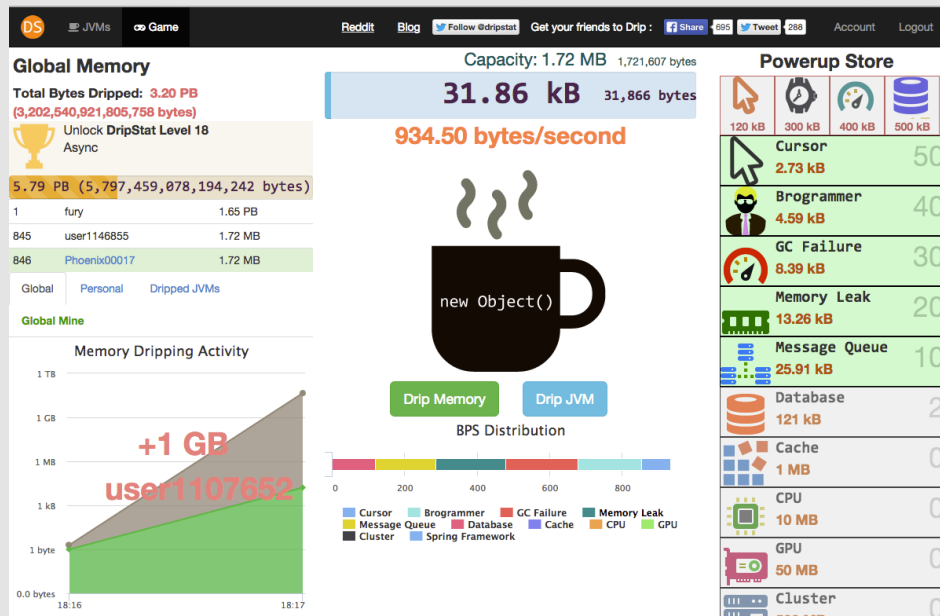 DS JVMs Game Reddit Blog Follow @dripstat Get your friends to Drip : Share 695 Tweet 288 Account Logout
Global Memory
Total Bytes Dripped: 3.20 PB
(3,202,540,921,805,758 bytes)
Unlock DripStat Level 18
Async
5.79 PB (5,797,459,078,194,242 bytes)
1 fury 1.65 PB
845 user1146855 1.72 MB
846 Phoenix00017 1.72 MB
Global Personal Dripped JVMs
Global Mine
Memory Dripping Activity
1 TB
1 GB
1 MB
1 kB
1 byte
0.0 bytes
18:16 18:17
+1 GB
user1107652
Capacity: 1.72 MB 1,721,607 bytes
31.86 kB 31,866 bytes
934.50 bytes/second
new Object()
Drip Memory Drip JVM
BPS Distribution
0 200 400 600 800
Cursor Brogrammer GC Failure Memory Leak
Message Queue Database Cache CPU GPU
Cluster Spring Framework
Powerup Store
120 kB 300 kB 400 kB 500 kB
Cursor 50
2.73 kB
Brogrammer 40
4.59 kB
GC Failure 30
8.39 kB
Memory Leak 20
13.26 kB
Message Queue 10
25.91 kB
Database 2
121 kB
Cache 0
1 MB
CPU 0
10 MB
GPU 0
50 MB
Cluster